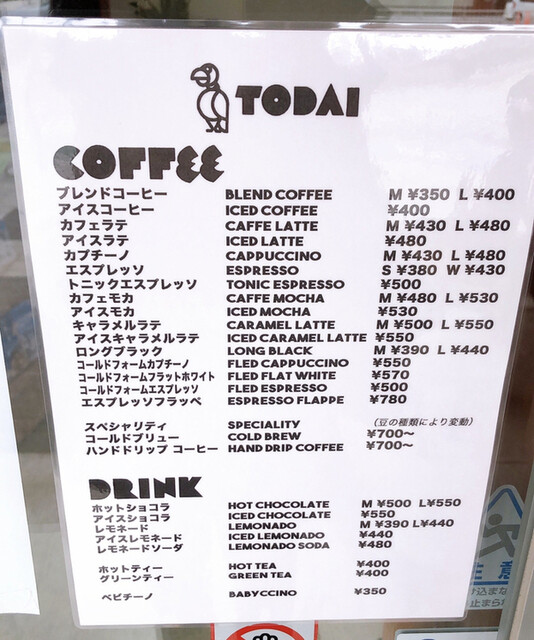 TODAI
COFFEE
ブレンドコーヒー BLEND COFFEE M ¥350 L ¥400
アイスコーヒー ICED COFFEE ¥400
カフェラテ CAFFE LATTE M ¥430 L ¥480
アイスラテ ICED LATTE ¥480
カプチーノ CAPPUCCINO M ¥430 L ¥480
エスプレッソ ESPRESSO S ¥380 W ¥430
トニックエスプレッソ TONIC ESPRESSO ¥500
カフェモカ CAFFE MOCHA M ¥480 L ¥530
アイスモカ ICED MOCHA ¥530
キャラメルラテ CARAMEL LATTE M ¥500 L ¥550
アイスキャラメルラテ ICED CARAMEL LATTE ¥550
ロングブラック LONG BLACK M ¥390 L ¥440
コールドフォームカプチーノ FLED CAPPUCCINO ¥550
コールドフォームフラットホワイト FLED FLAT WHITE ¥570
コールドフォームエスプレッソ FLED ESPRESSO ¥500
エスプレッソフラッペ ESPRESSO FLAPPE ¥780
スペシャリティ SPECIALITY (豆の種類により変動)
コールドブリュー COLD BREW ¥700~
ハンドドリップ コーヒー HAND DRIP COFFEE ¥700~
DRINK
ホットショコラ HOT CHOCOLATE M ¥500 L¥550
アイスショコラ ICED CHOCOLATE ¥550
レモネード LEMONADO M ¥390 L¥440
アイスレモネード ICED LEMONADO ¥440
レモネードソーダ LEMONADO SODA ¥480
ホットティー HOT TEA ¥400
グリーンティー GREEN TEA ¥400
ベビチーノ BABYCCINO ¥350